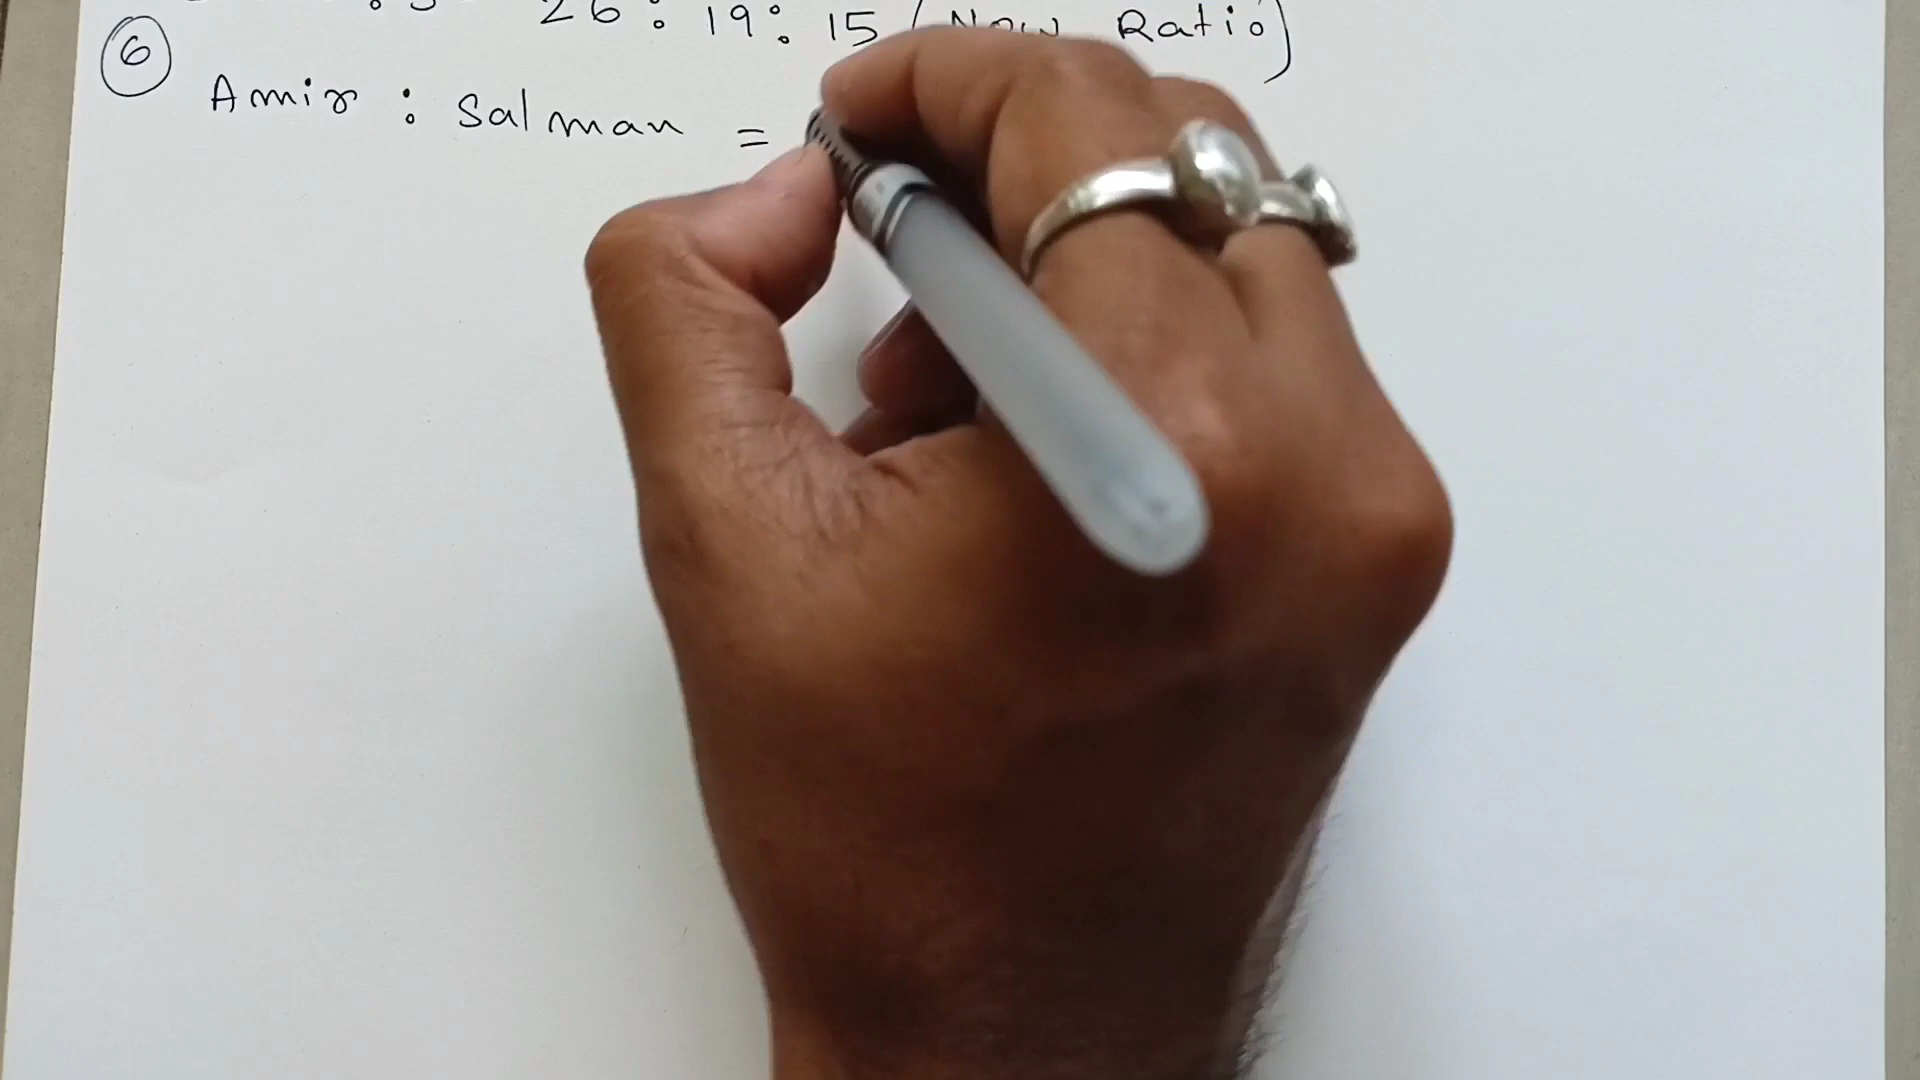 26 : 19 : 15 (New Ratio)
6
Amir : Salman =